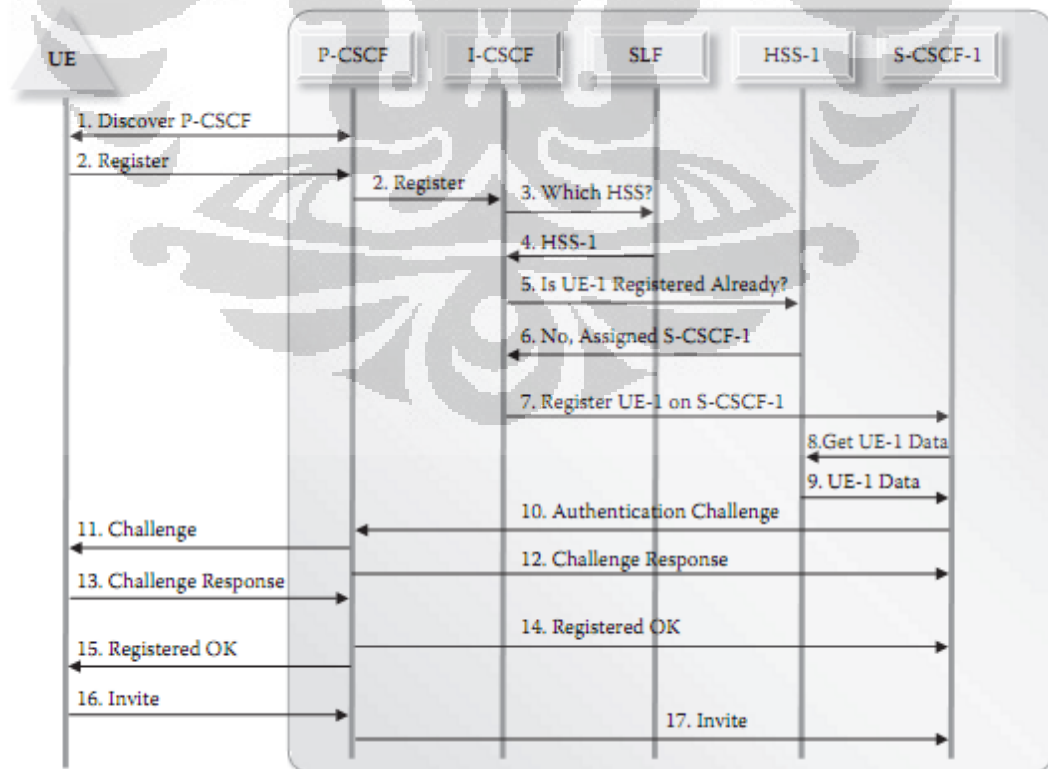 UE
P-CSCF
I-CSCF
SLF
HSS-1
S-CSCF-1
1. Discover P-CSCF
2. Register
2. Register
3. Which HSS?
4. HSS-1
5. Is UE-1 Registered Already?
6. No, Assigned S-CSCF-1
7. Register UE-1 on S-CSCF-1
8.Get UE-1 Data
9. UE-1 Data
10. Authentication Challenge
11. Challenge
12. Challenge Response
13. Challenge Response
14. Registered OK
15. Registered OK
16. Invite
17. Invite